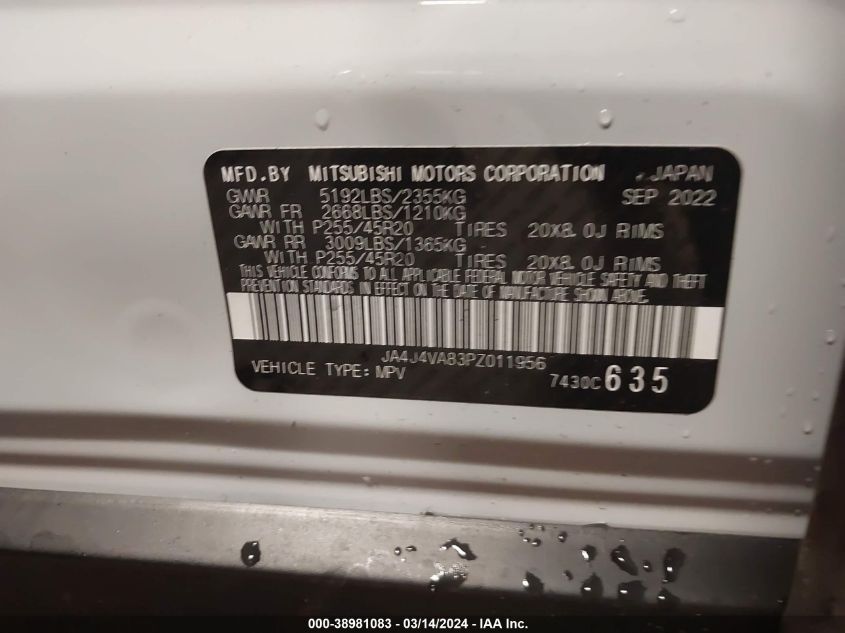 MFD.BY MITSUBISHI MOTORS CORPORATION , JAPAN
GVWR 5192LBS/2355KG SEP 2022
GAWR FR 2668LBS/1210KG
WITH P255/45R20 TIRES 20X8.0J RIMS
GAWR RR 3009LBS/1365KG
WITH P255/45R20 TIRES 20X8.0J RIMS
THIS VEHICLE CONFORMS TO ALL APPLICABLE FEDERAL MOTOR VEHICLE SAFETY AND THEFT
PREVENTION STANDARDS IN EFFECT ON THE DATE OF MANUFACTURE SHOWN ABOVE.
JA4J4VA83PZ011956
VEHICLE TYPE: MPV 7430C 635
000-38981083 - 03/14/2024 - IAA Inc.